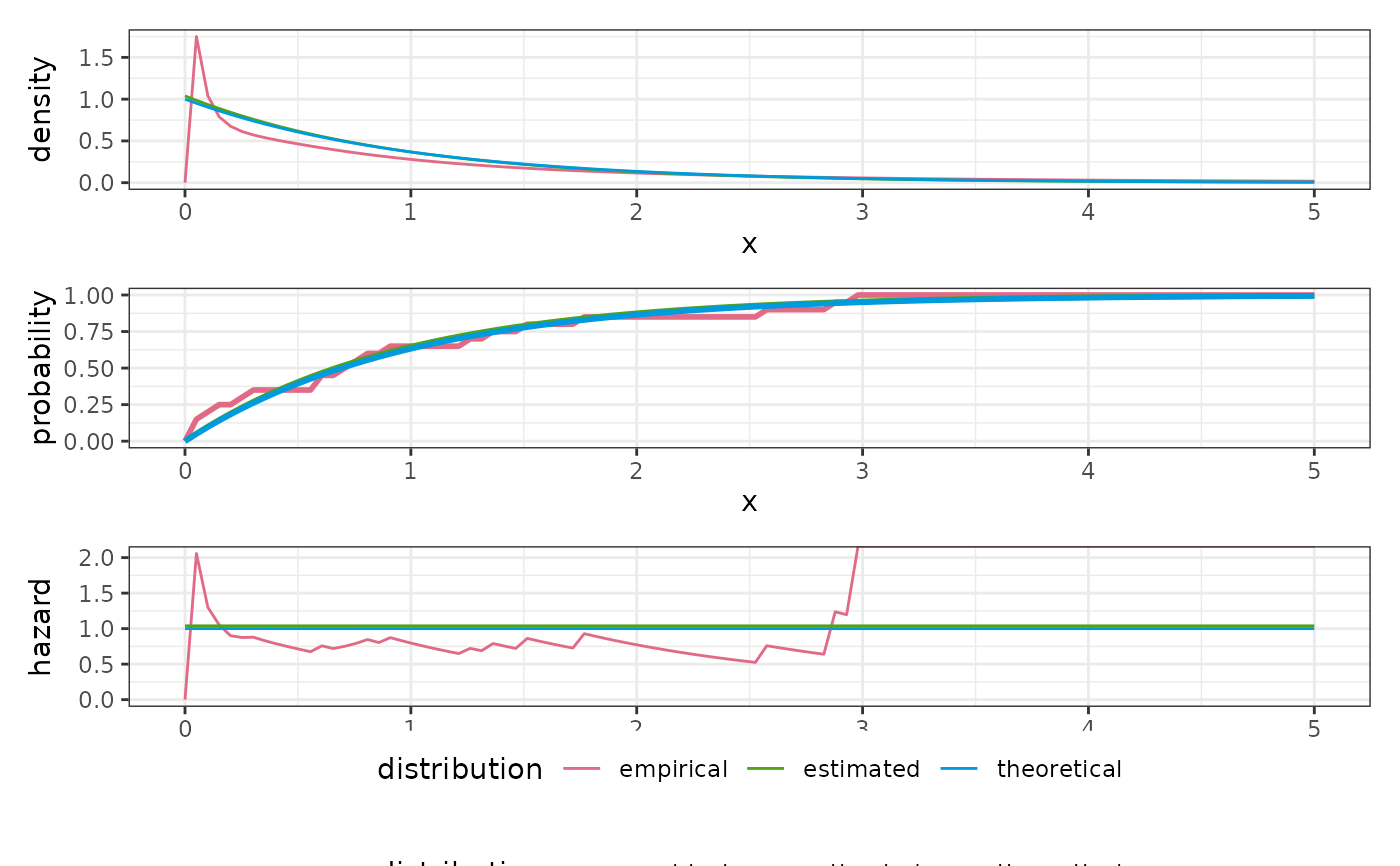 density
1.5
1.0
0.5
0.0
0 1 2 3 4 5
x
probability
1.00
0.75
0.50
0.25
0.00
0 1 2 3 4 5
x
hazard
2.0
1.5
1.0
0.5
0.0
0 1 2 3 4 5
distribution empirical estimated theoretical